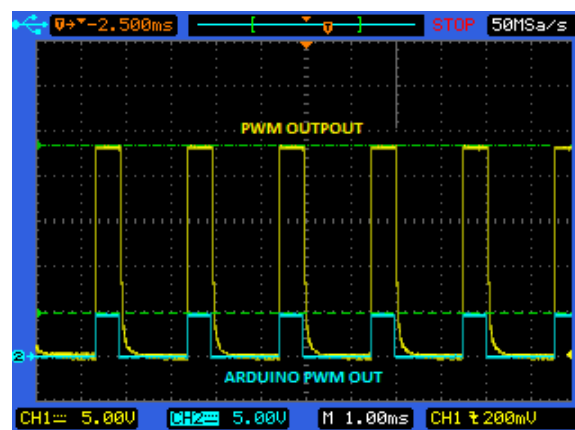 -2.500ms STOP 50MSa/s
PWM OUTPOUT
2
ARDUINO PWM OUT
CH1 5.00V CH2 5.00V M 1.00ms CH1 200mV